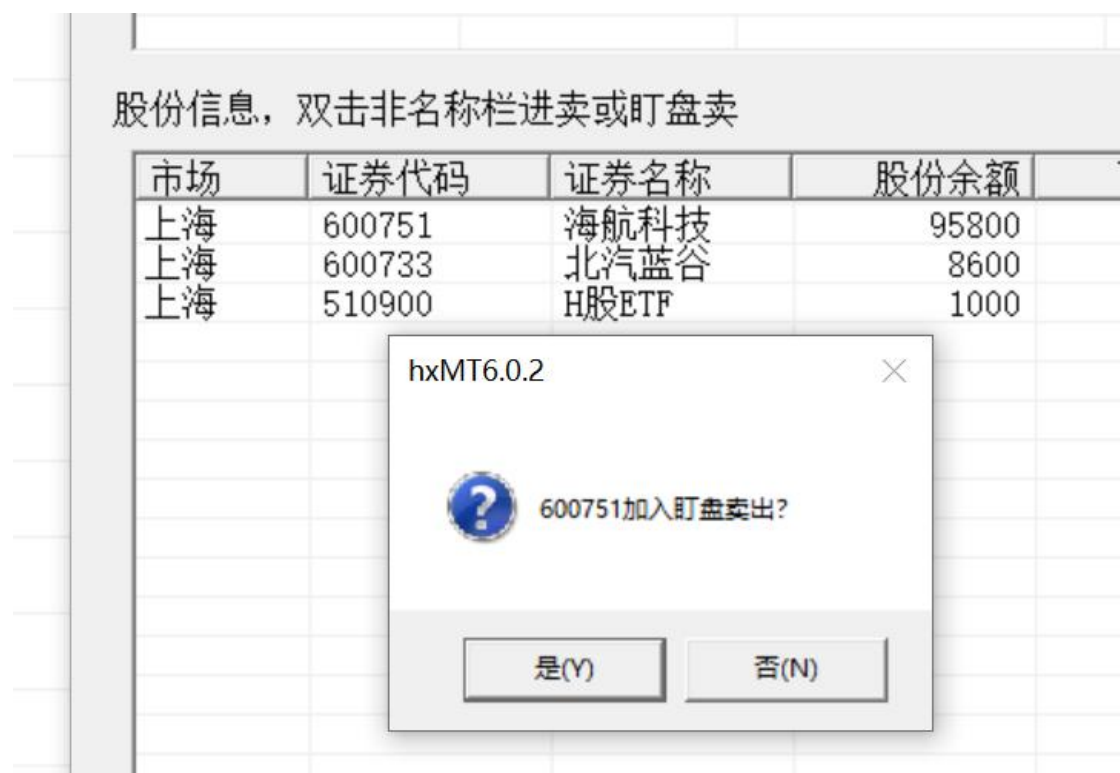 股份信息，双击非名称栏进卖或盯盘卖
市场 证券代码 证券名称 股份余额
上海 600751 海航科技 95800
上海 600733 北汽蓝谷 8600
上海 510900 H股ETF 1000
hxMT6.0.2
600751加入盯盘卖出?
是(Y) 否(N)